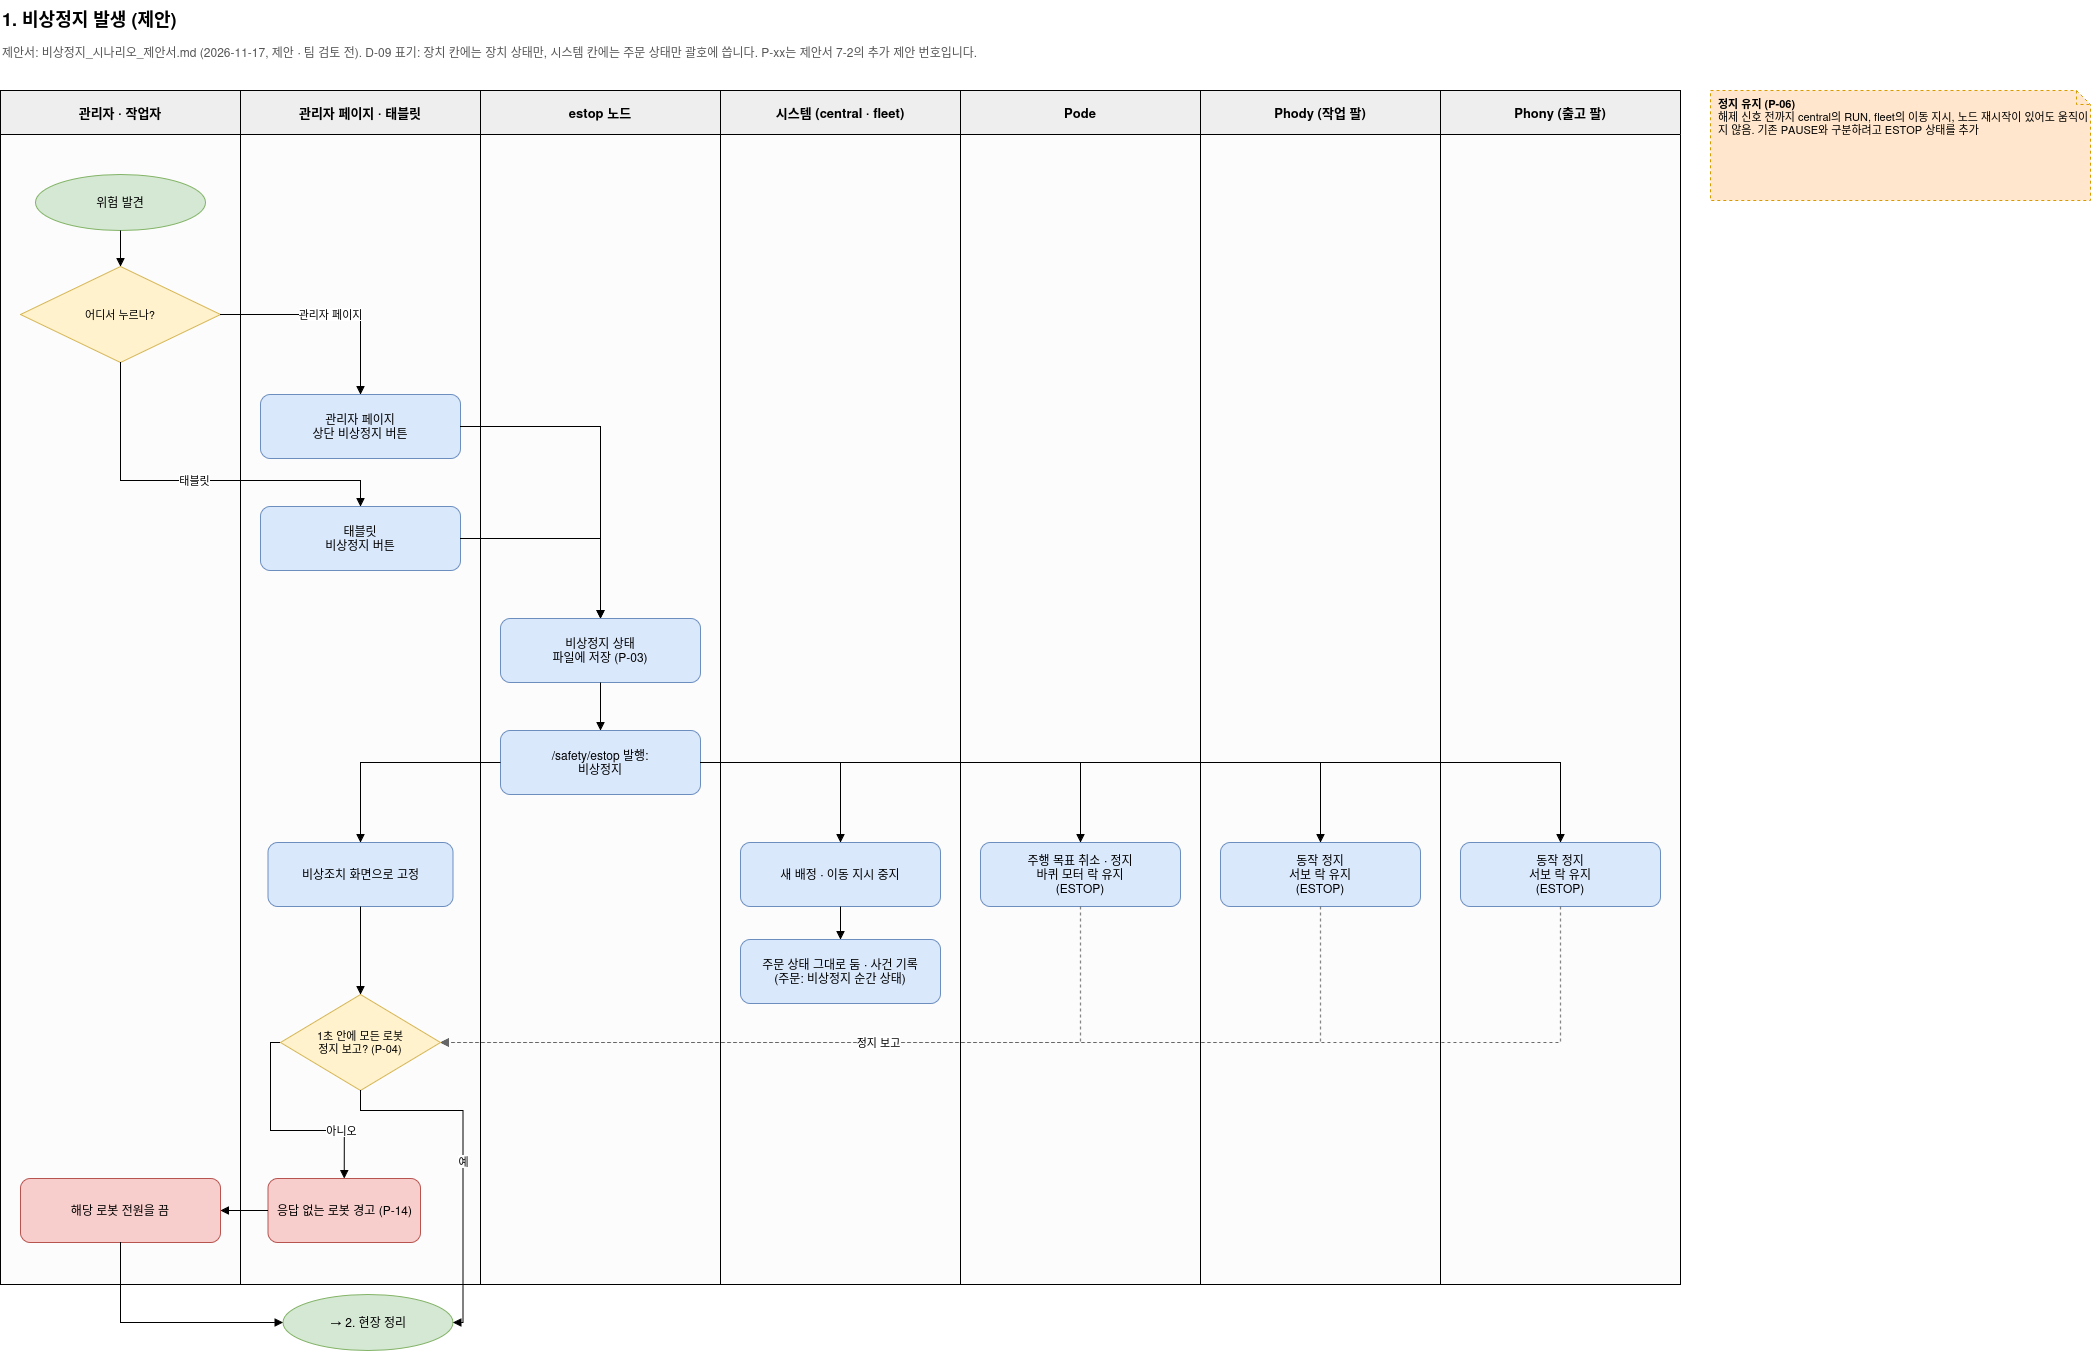 1. 비상정지 발생 (제안)
제안서: 비상정지_시나리오_제안서.md (2026-11-17, 제안 · 팀 검토 전). D-09 표기: 장치 칸에는 장치 상태만, 시스템 칸에는 주문 상태만 괄호에 씁니다. P-xx는 제안서 7-2의 추가 제안 번호입니다.
관리자 · 작업자
관리자 페이지 · 태블릿
estop 노드
시스템 (central · fleet)
Pode
Phody (작업 팔)
Phony (출고 팔)
정지 유지 (P-06)
해제 신호 전까지 central의 RUN, fleet의 이동 지시, 노드 재시작이 있어도 움직이
지 않음. 기존 PAUSE와 구분하려고 ESTOP 상태를 추가
위험 발견
어디서 누르나?
관리자 페이지
관리자 페이지
상단 비상정지 버튼
태블릿
태블릿
비상정지 버튼
비상정지 상태
파일에 저장 (P-03)
/safety/estop 발행:
비상정지
비상조치 화면으로 고정
새 배정 · 이동 지시 중지
주행 목표 취소 · 정지
바퀴 모터 락 유지
(ESTOP)
동작 정지
서보 락 유지
(ESTOP)
동작 정지
서보 락 유지
(ESTOP)
주문 상태 그대로 둠 · 사건 기록
(주문: 비상정지 순간 상태)
1초 안에 모든 로봇
정지 보고? (P-04)
정지 보고
아니오
예
해당 로봇 전원을 끔
응답 없는 로봇 경고 (P-14)
→ 2. 현장 정리